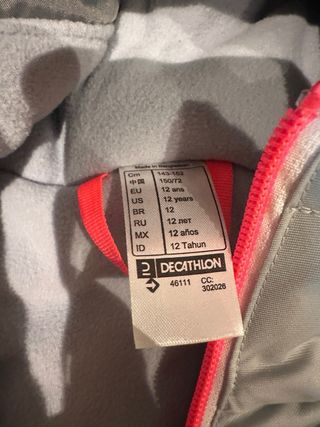 Made in Bangladesh
Cm 143-152
中国 150/72
EU 12 ans
US 12 years
BR 12
RU 12 лет
MX 12 años
ID 12 Tahun
DECATHLON
46111 CC:
302026